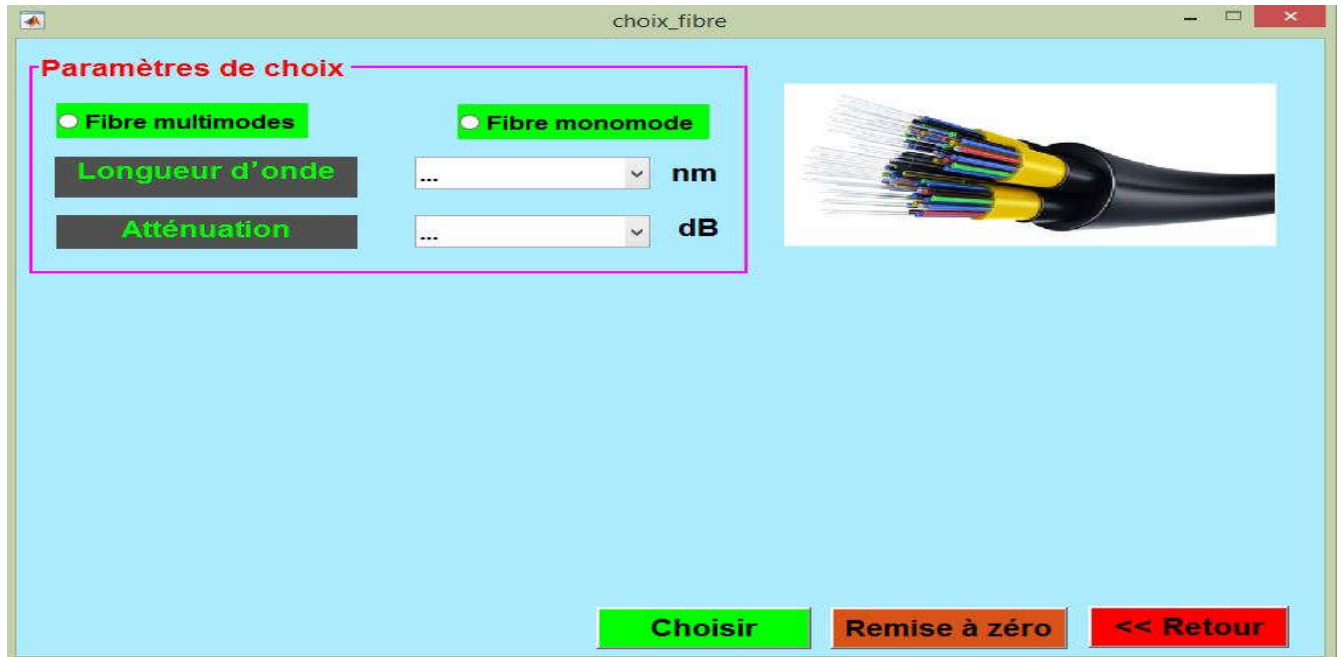 choix_fibre
Paramètres de choix
Fibre multimodes Fibre monomode
Longueur d'onde ... nm
Atténuation ... dB
Choisir Remise à zéro << Retour